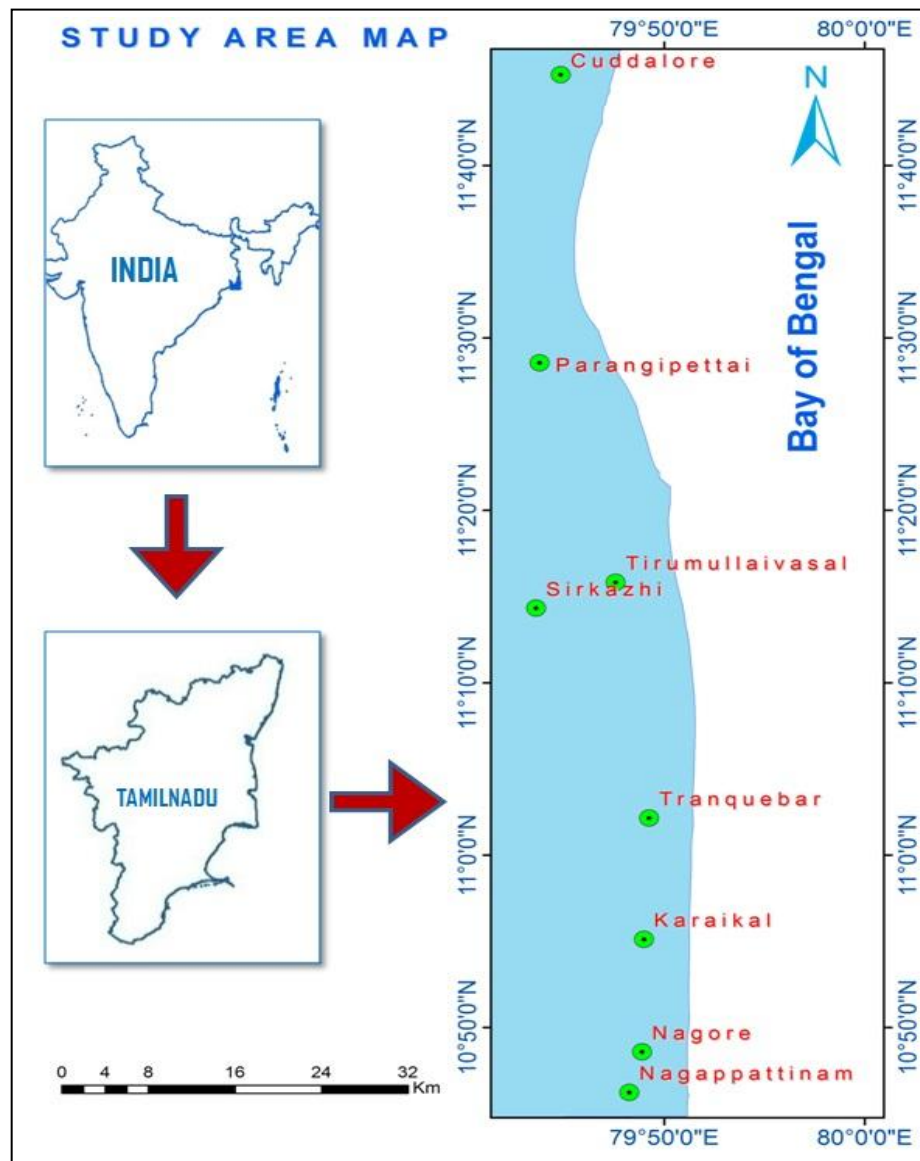 STUDY AREA MAP
79°50'0"E
80°0'0"E
INDIA
TAMILNADU
0
4
8
16
24
32
Km
11°40'0"N
11°30'0"N
11°20'0"N
11°10'0"N
11°0'0"N
10°50'0"N
Cuddalore
Parangipettai
Tirumullaivasal
Sirkazhi
Tranquebar
Karaikal
Nagore
Nagappattinam
N
Bay of Bengal
11°40'0"N
11°30'0"N
11°20'0"N
11°10'0"N
11°0'0"N
10°50'0"N
79°50'0"E
80°0'0"E